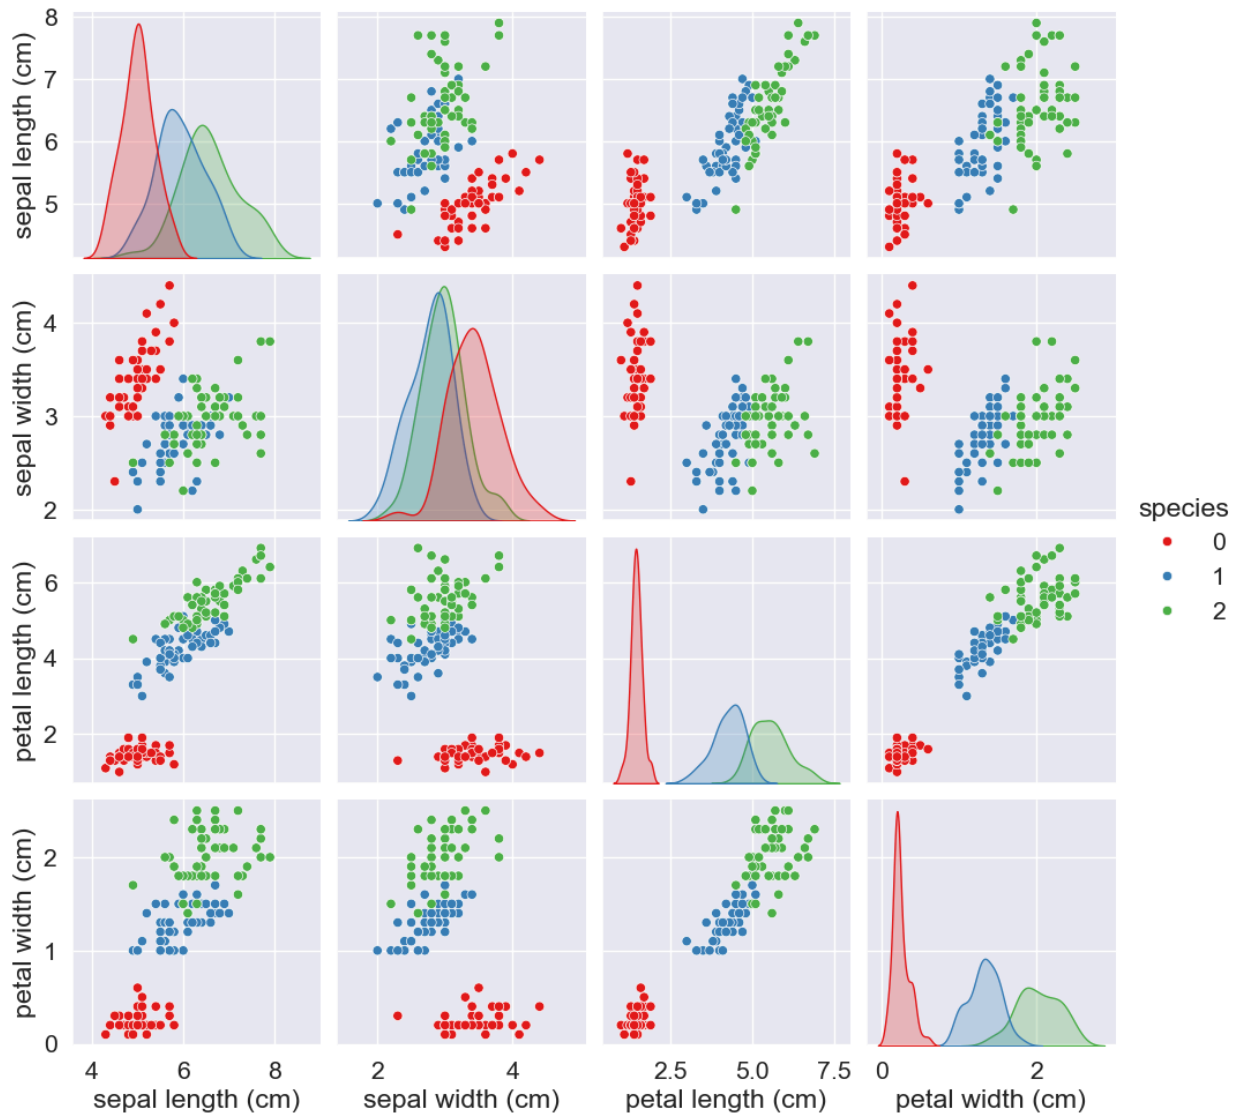 8
7
6
5
sepal length (cm)
4
3
2
sepal width (cm)
species
0
1
2
6
4
2
petal length (cm)
2
1
0
petal width (cm)
4 6 8 2 4 2.5 5.0 7.5 0 2
sepal length (cm) sepal width (cm) petal length (cm) petal width (cm)